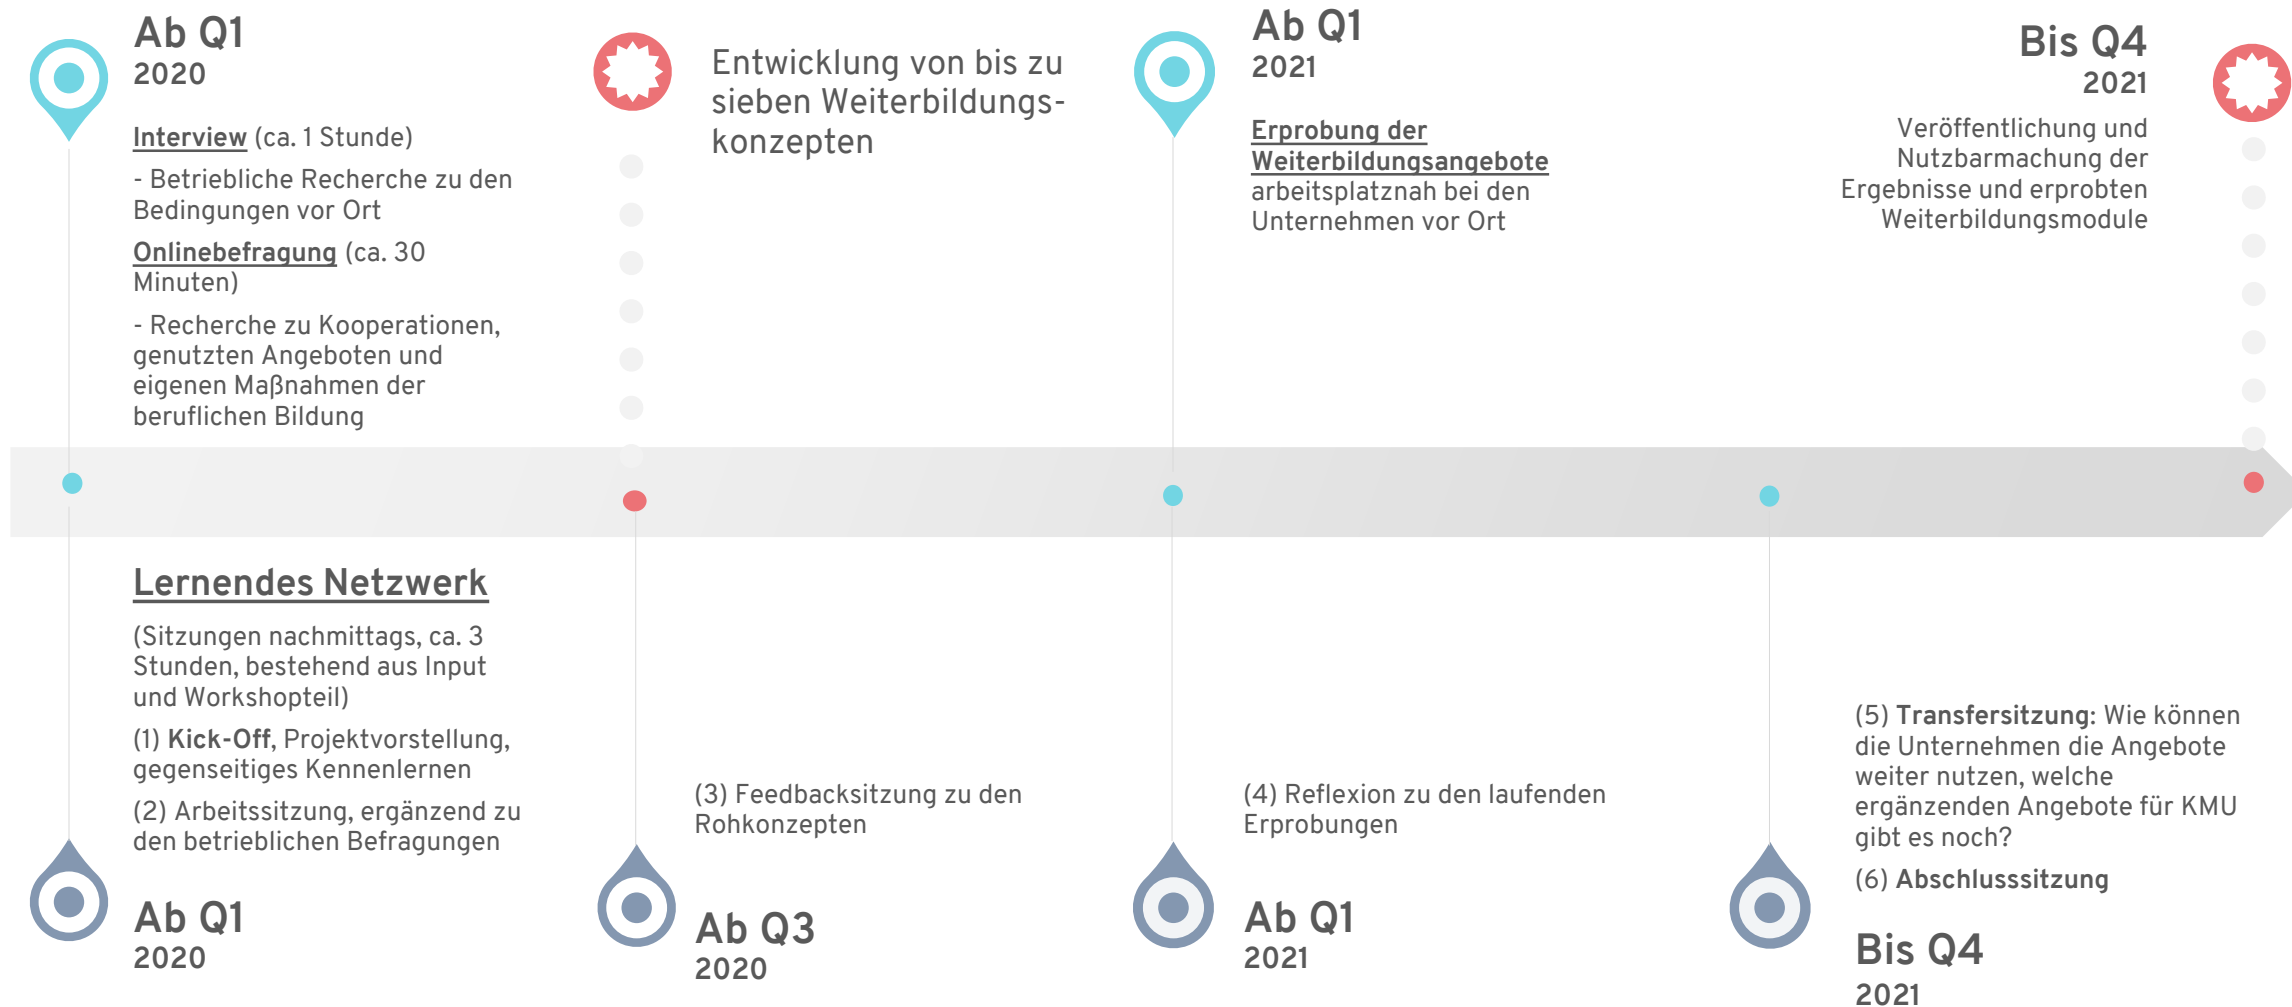 Ab Q1
2020
Interview (ca. 1 Stunde)
- Betriebliche Recherche zu den
Bedingungen vor Ort
Onlinebefragung (ca. 30
Minuten)
- Recherche zu Kooperationen,
genutzten Angeboten und
eigenen Maßnahmen der
beruflichen Bildung
Entwicklung von bis zu
sieben Weiterbildungs-
konzepten
Ab Q1
2021
Erprobung der
Weiterbildungsangebote
arbeitsplatznah bei den
Unternehmen vor Ort
Bis Q4
2021
Veröffentlichung und
Nutzbarmachung der
Ergebnisse und erprobten
Weiterbildungsmodule
Lernendes Netzwerk
(Sitzungen nachmittags, ca. 3
Stunden, bestehend aus Input
und Workshopteil)
(1) Kick-Off, Projektvorstellung,
gegenseitiges Kennenlernen
(2) Arbeitssitzung, ergänzend zu
den betrieblichen Befragungen
Ab Q1
2020
(3) Feedbacksitzung zu den
Rohkonzepten
Ab Q3
2020
(4) Reflexion zu den laufenden
Erprobungen
Ab Q1
2021
(5) Transfersitzung: Wie können
die Unternehmen die Angebote
weiter nutzen, welche
ergänzenden Angebote für KMU
gibt es noch?
(6) Abschlusssitzung
Bis Q4
2021